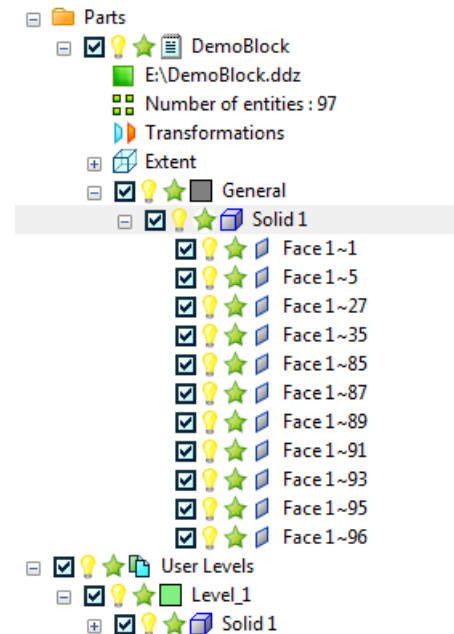 Parts
DemoBlock
E:\DemoBlock.ddz
Number of entities : 97
Transformations
Extent
General
Solid 1
Face 1~1
Face 1~5
Face 1~27
Face 1~35
Face 1~85
Face 1~87
Face 1~89
Face 1~91
Face 1~93
Face 1~95
Face 1~96
User Levels
Level_1
Solid 1